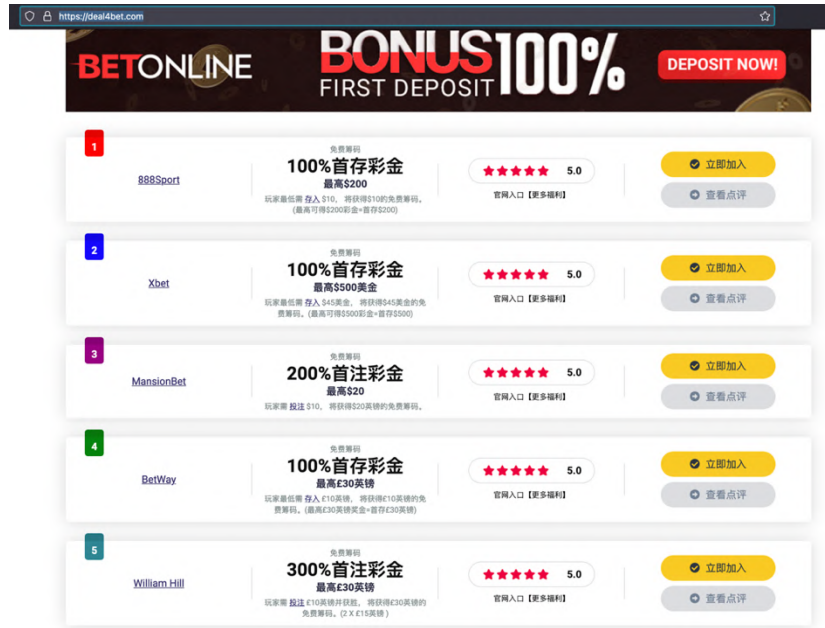 https://deal4bet.com
BETONLINE
BONUS 100%
FIRST DEPOSIT
DEPOSIT NOW!
1
888Sport
免费筹码
100%首存彩金
最高$200
玩家最低需 存入 $10， 将获得$10的免费筹码。
(最高可得$200彩金=首存$200)
5.0
官网入口【更多福利】
立即加入
查看点评
2
Xbet
免费筹码
100%首存彩金
最高$500美金
玩家最低需 存入 $45美金， 将获得$45美金的免
费筹码。(最高可得$500彩金=首存$500)
5.0
官网入口【更多福利】
立即加入
查看点评
3
MansionBet
免费筹码
200%首注彩金
最高$20
玩家需 投注 $10， 将获得$20英镑的免费筹码。
5.0
官网入口【更多福利】
立即加入
查看点评
4
BetWay
免费筹码
100%首存彩金
最高£30英镑
玩家最低需 存入 £10英镑， 将获得£10英镑的免
费筹码。(最高£30英镑奖金=首存£30英镑)
5.0
官网入口【更多福利】
立即加入
查看点评
5
William Hill
免费筹码
300%首注彩金
最高£30英镑
玩家需 投注 £10英镑并获胜， 将获得£30英镑的
免费筹码。(2 X £15英镑 )
5.0
官网入口【更多福利】
立即加入
查看点评